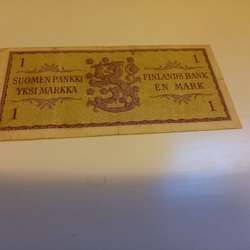 1 1
SUOMEN PANKKI FINLANDS BANK
YKSI MARKKA EN MARK
1 1